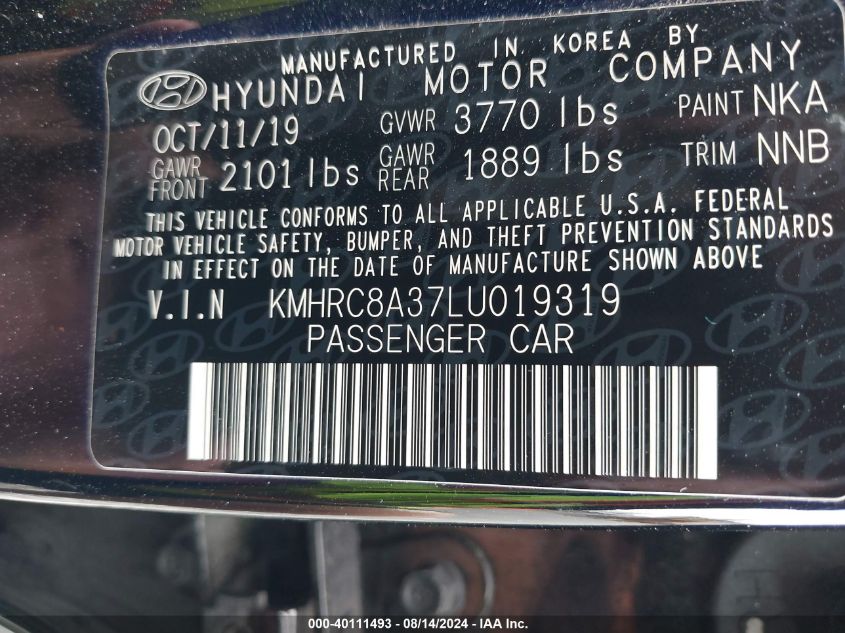 MANUFACTURED IN KOREA BY
HYUNDAI MOTOR COMPANY
OCT/11/19 GVWR 3770 lbs PAINT NKA
GAWR FRONT 2101 lbs GAWR REAR 1889 lbs TRIM NNB
THIS VEHICLE CONFORMS TO ALL APPLICABLE U.S.A. FEDERAL
MOTOR VEHICLE SAFETY, BUMPER, AND THEFT PREVENTION STANDARDS
IN EFFECT ON THE DATE OF MANUFACTURE SHOWN ABOVE
V.I.N KMHRC8A37LU019319
PASSENGER CAR
000-40111493 - 08/14/2024 - IAA Inc.